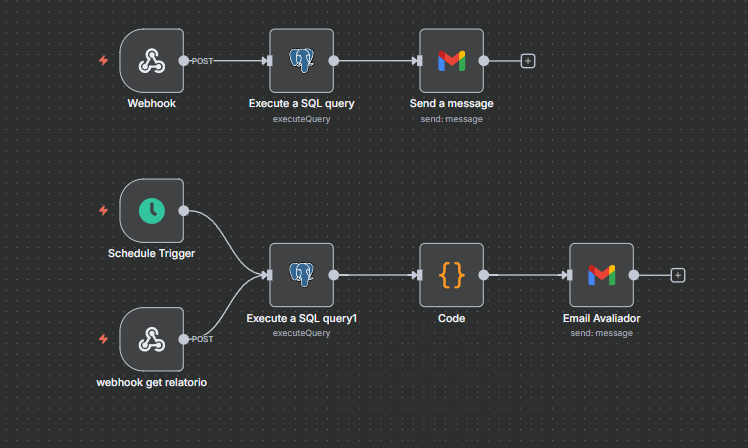 POST
Webhook
Execute a SQL query
executeQuery
Send a message
send: message
Schedule Trigger
POST
webhook get relatorio
Execute a SQL query1
executeQuery
Code
Email Avaliador
send: message